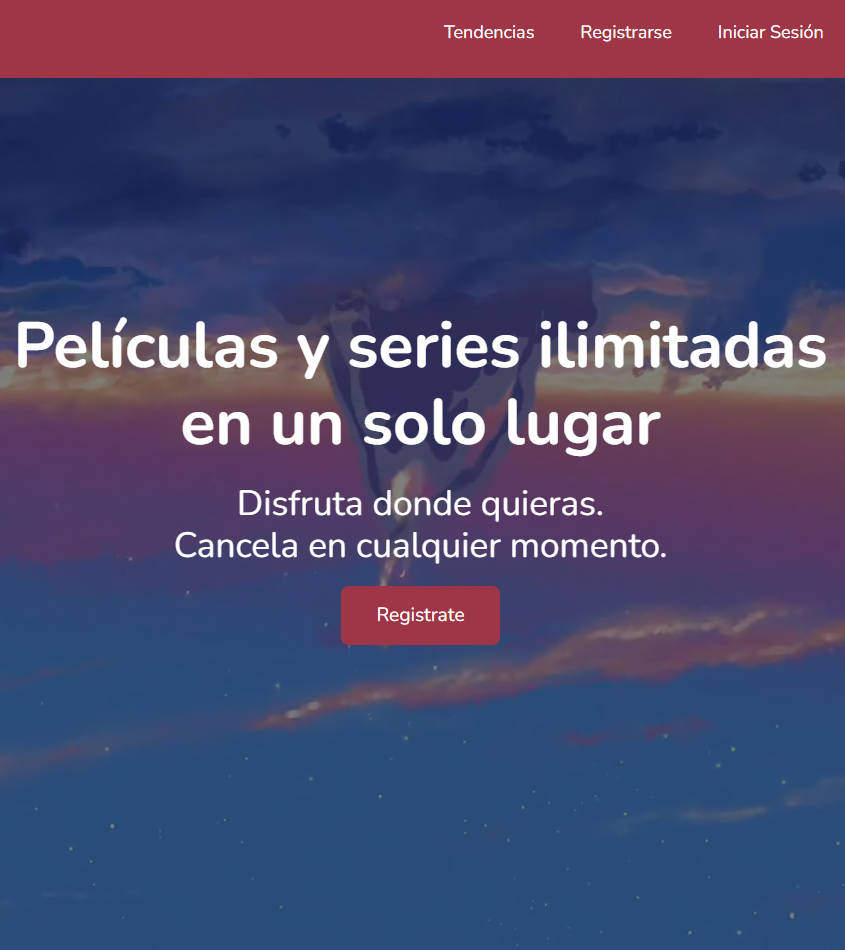 Tendencias Registrarse Iniciar Sesión
Películas y series ilimitadas
en un solo lugar
Disfruta donde quieras.
Cancela en cualquier momento.
Registrate